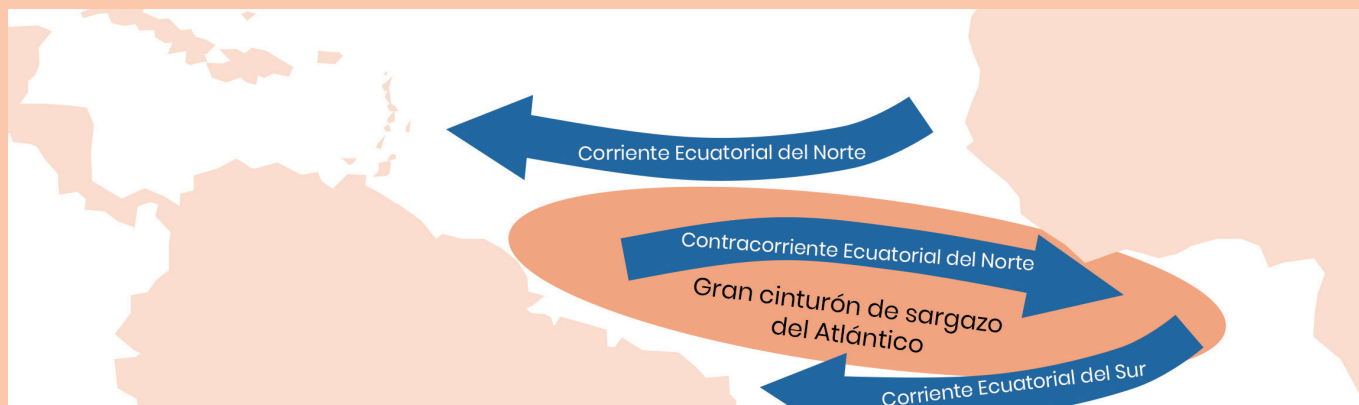 Corriente Ecuatorial del Norte
Contracorriente Ecuatorial del Norte
Gran cinturón de sargazo
del Atlántico
Corriente Ecuatorial del Sur